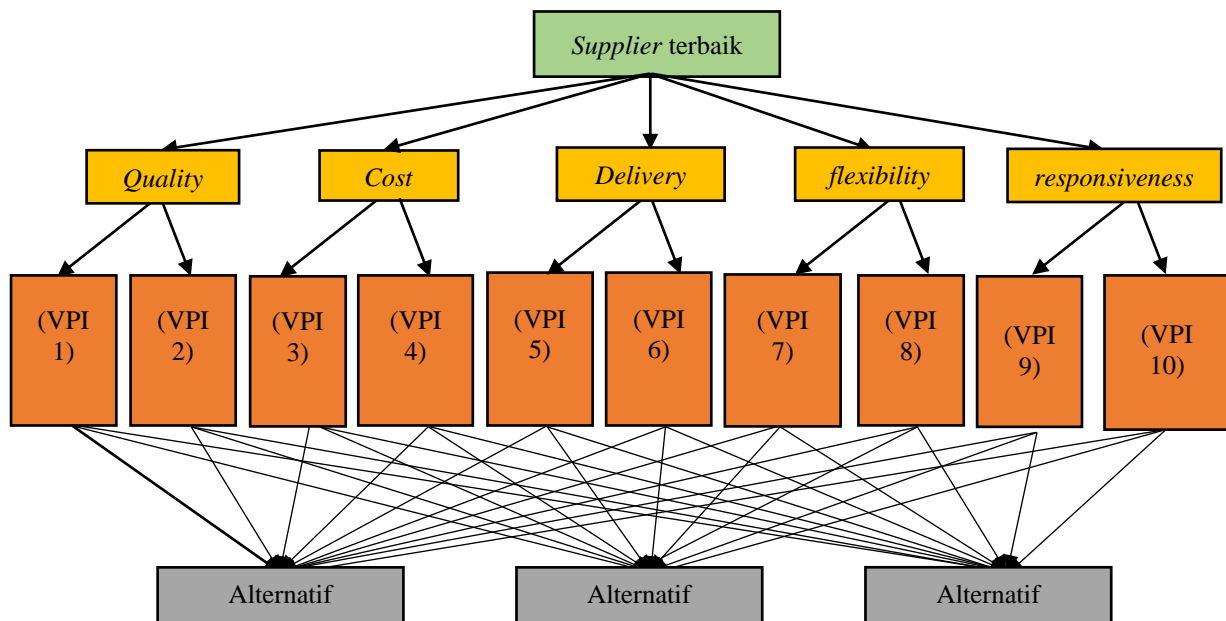 Supplier terbaik
Quality
Cost
Delivery
flexibility
responsiveness
(VPI
1)
(VPI
2)
(VPI
3)
(VPI
4)
(VPI
5)
(VPI
6)
(VPI
7)
(VPI
8)
(VPI
9)
(VPI
10)
Alternatif
Alternatif
Alternatif